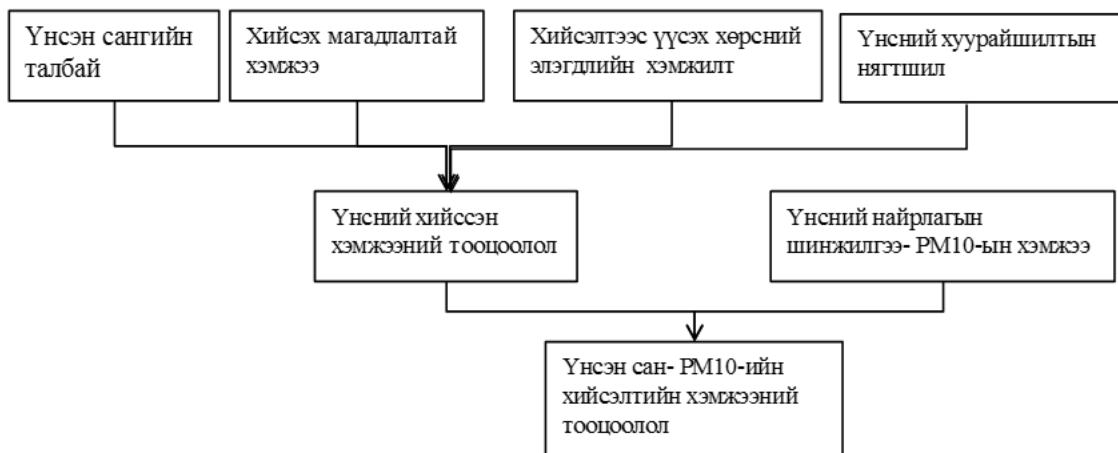 Үнсэн сангийн
талбай
Хийсэх магадлалтай
хэмжээ
Хийсэлтээс үүсэх хөрсний
элэгдлийн хэмжилт
Үнсний хуурайшилтын
нягтшил
Үнсний хийссэн
хэмжээний тооцоолол
Үнсний найрлагын
шинжилгээ- PM10-ын хэмжээ
Үнсэн сан- PM10-ийн
хийсэлтийн хэмжээний
тооцоолол